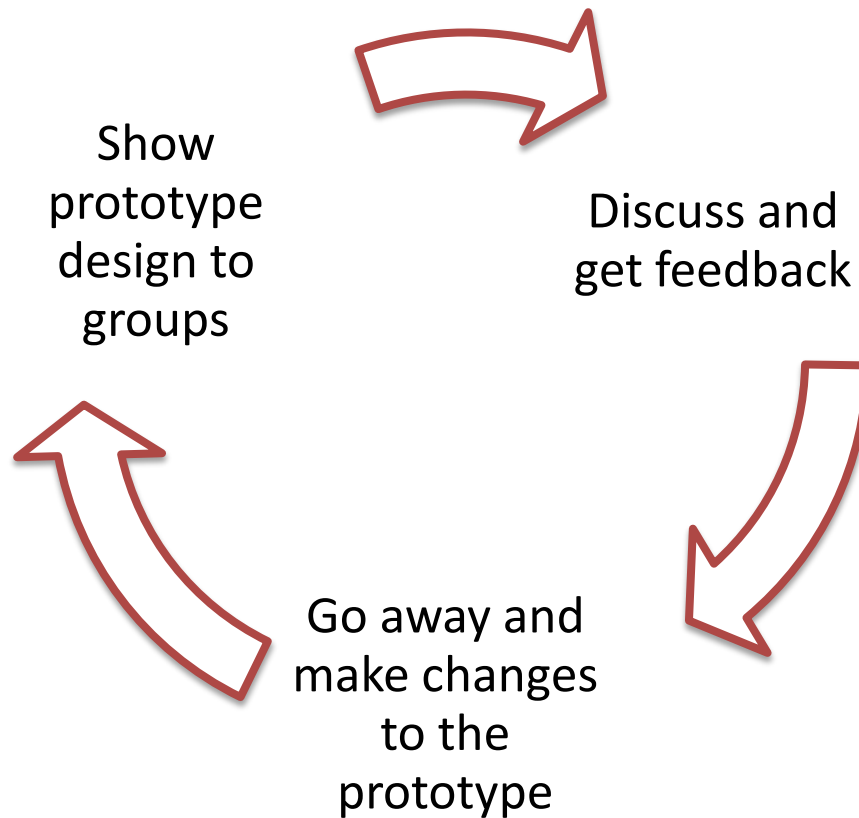 Show
prototype
design to
groups
Discuss and
get feedback
Go away and
make changes
to the
prototype